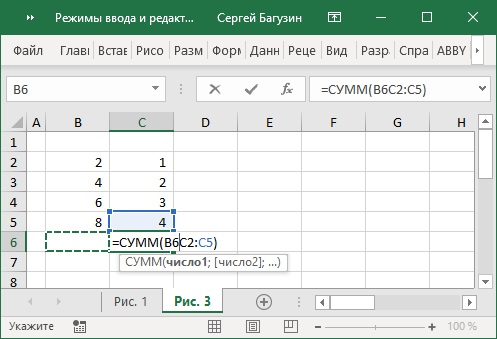 Режимы ввода и редакт... Сергей Багузин
Файл Главı Встав Рисо Разм Форм Данн Реце Вид Разра Спра ABBY
B6 =СУММ(B6C2:C5)
A B C D E F G H
1
2 2 1
3 4 2
4 6 3
5 8 4
6 =СУММ(B6C2:C5)
7 СУММ(число1; [число2]; ...)
8
Рис. 1 Рис. 3
Укажите 100 %